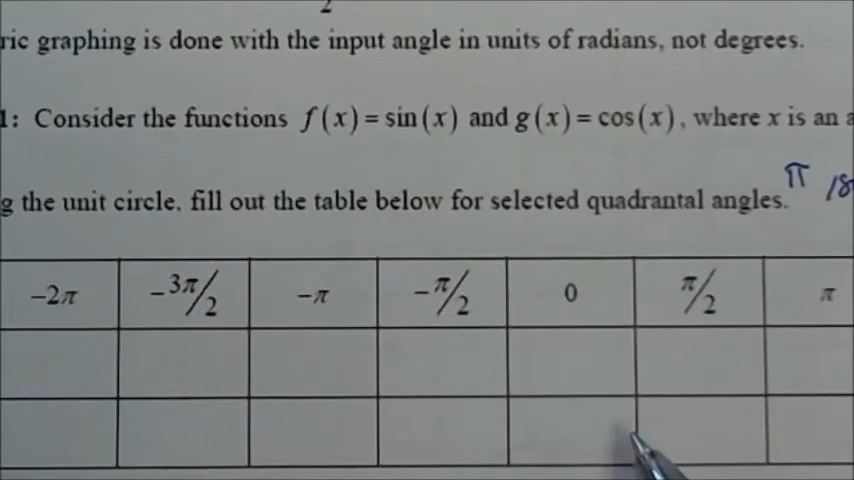 2
ric graphing is done with the input angle in units of radians, not degrees.
1: Consider the functions f(x) = sin(x) and g(x) = cos(x), where x is an a
g the unit circle, fill out the table below for selected quadrantal angles. π 18
-2π -3π/2 -π -π/2 0 π/2 π